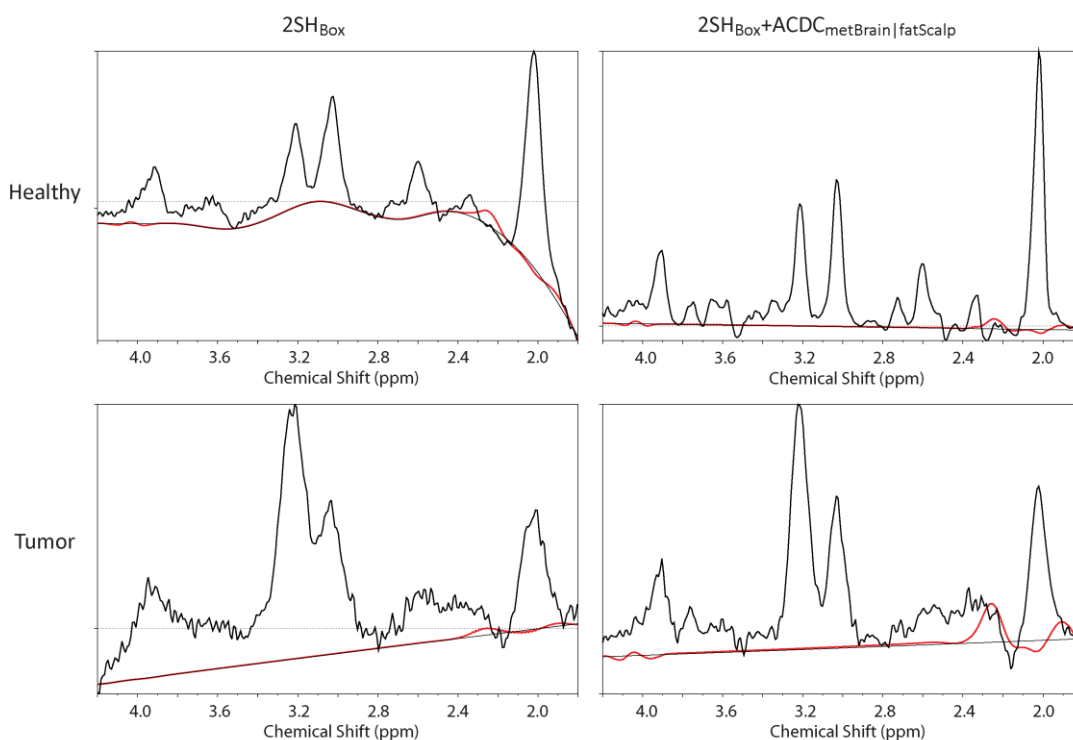 2SHBox
2SHBox+ACDCmetBrain|fatScalp
Healthy
4.0 3.6 3.2 2.8 2.4 2.0
Chemical Shift (ppm)
4.0 3.6 3.2 2.8 2.4 2.0
Chemical Shift (ppm)
Tumor
4.0 3.6 3.2 2.8 2.4 2.0
Chemical Shift (ppm)
4.0 3.6 3.2 2.8 2.4 2.0
Chemical Shift (ppm)